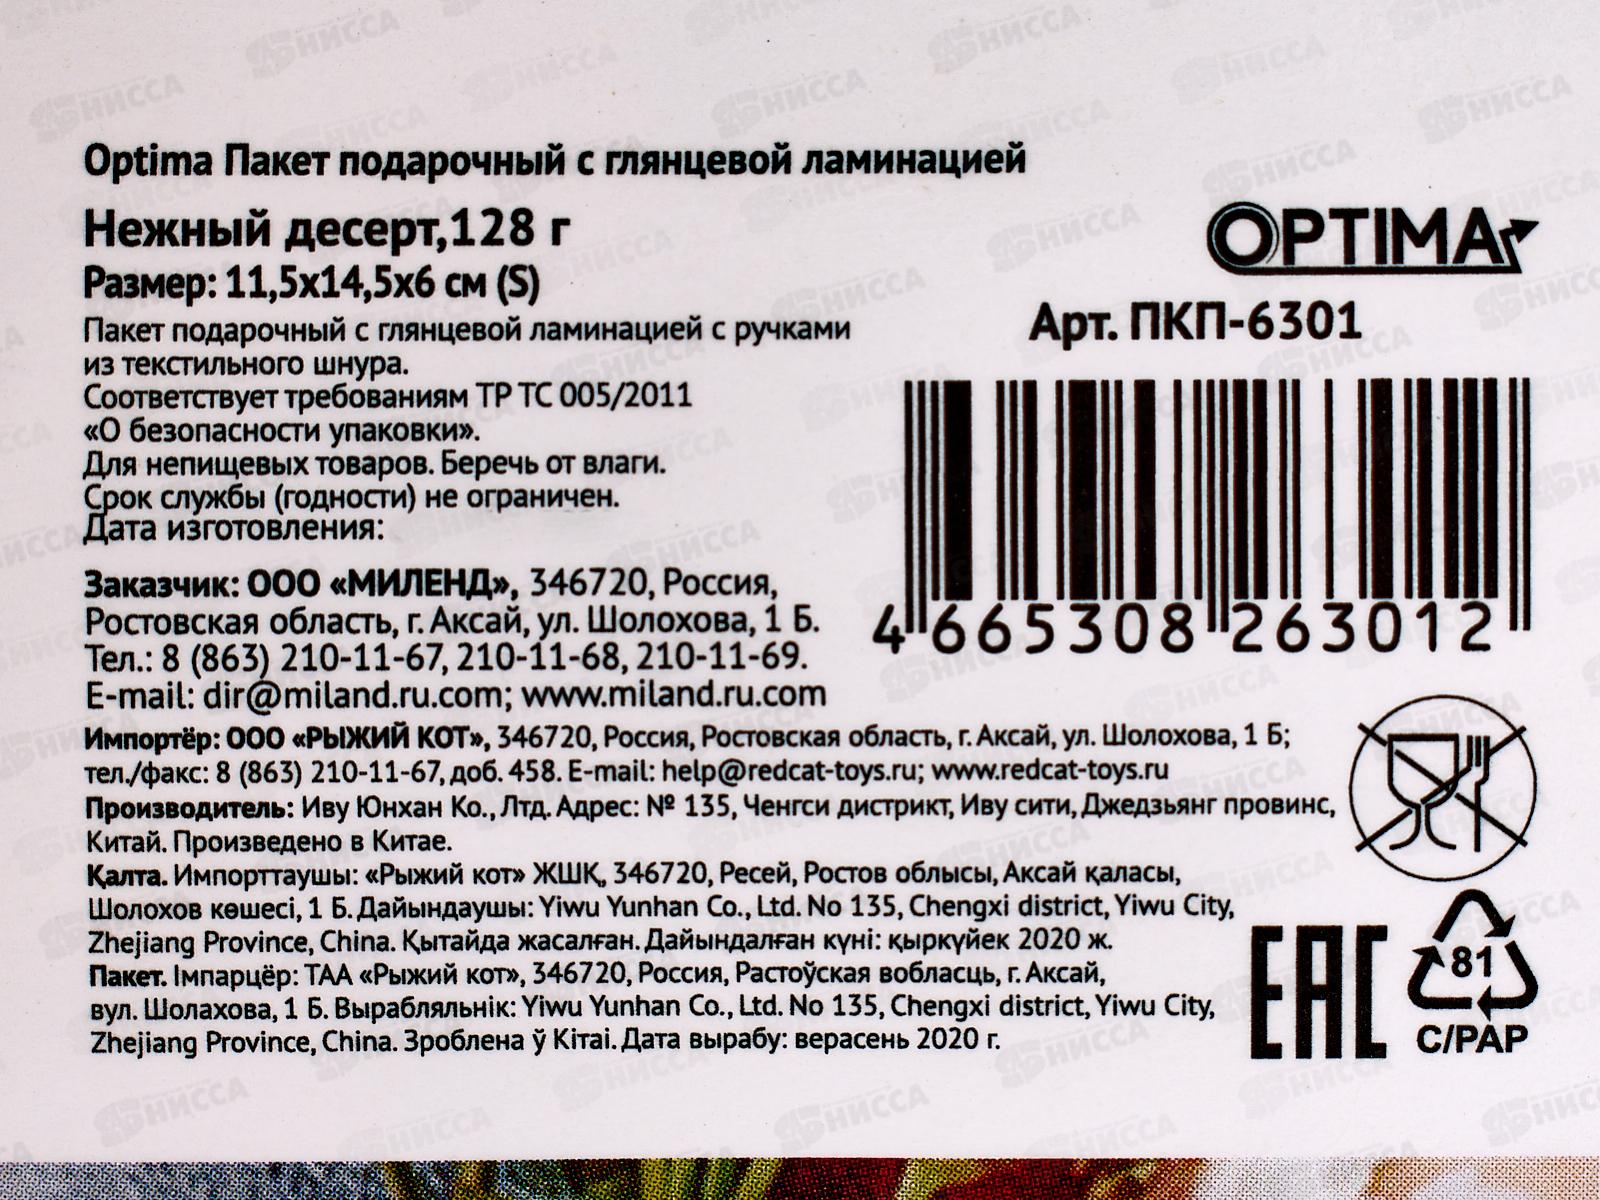 Optima Пакет подарочный с глянцевой ламинацией
Нежный десерт,128 г
Размер: 11,5х14,5х6 см (S)
Пакет подарочный с глянцевой ламинацией с ручками
из текстильного шнура.
Соответствует требованиям ТР ТС 005/2011
«О безопасности упаковки».
Для непищевых товаров. Беречь от влаги.
Срок службы (годности) не ограничен.
Дата изготовления:
OPTIMA
Арт. ПКП-6301
4 665308 263012
Заказчик: ООО «МИЛЕНД», 346720, Россия,
Ростовская область, г. Аксай, ул. Шолохова, 1 Б.
Тел.: 8 (863) 210-11-67, 210-11-68, 210-11-69.
E-mail: dir@miland.ru.com; www.miland.ru.com
Импортёр: ООО «РЫЖИЙ КОТ», 346720, Россия, Ростовская область, г. Аксай, ул. Шолохова, 1 Б;
тел./факс: 8 (863) 210-11-67, доб. 458. E-mail: help@redcat-toys.ru; www.redcat-toys.ru
Производитель: Иву Юнхан Ко., Лтд. Адрес: № 135, Ченгси дистрикт, Иву сити, Джедзьянг провинс,
Китай. Произведено в Китае.
Қалта. Импорттаушы: «Рыжий кот» ЖШҚ, 346720, Ресей, Ростов облысы, Аксай қаласы,
Шолохов көшесі, 1 Б. Дайындаушы: Yiwu Yunhan Co., Ltd. No 135, Chengxi district, Yiwu City,
Zhejiang Province, China. Қытайда жасалған. Дайындалған күні: қыркүйек 2020 ж.
Пакет. Імпарцёр: ТАА «Рыжий кот», 346720, Россия, Растоўская вобласць, г. Аксай,
вул. Шолахова, 1 Б. Вырабляльнік: Yiwu Yunhan Co., Ltd. No 135, Chengxi district, Yiwu City,
Zhejiang Province, China. Зроблена ў Кітаі. Дата вырабу: верасень 2020 г.
EAC
81
C/PAP
НИССА